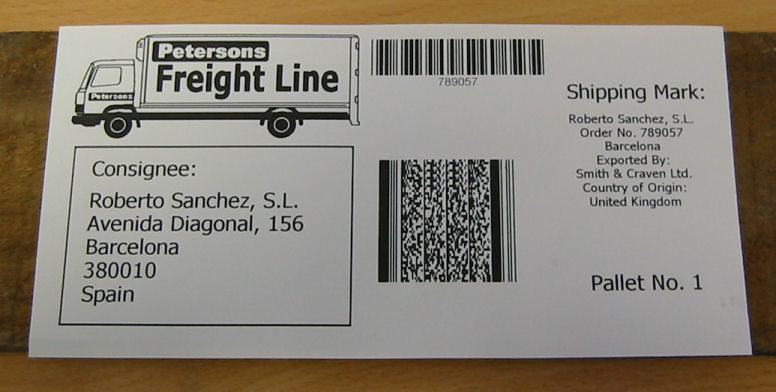 Petersons
Freight Line
Petersons
789057
Consignee:
Roberto Sanchez, S.L.
Avenida Diagonal, 156
Barcelona
380010
Spain
Shipping Mark:
Roberto Sanchez, S.L.
Order No. 789057
Barcelona
Exported By:
Smith & Craven Ltd.
Country of Origin:
United Kingdom
Pallet No. 1